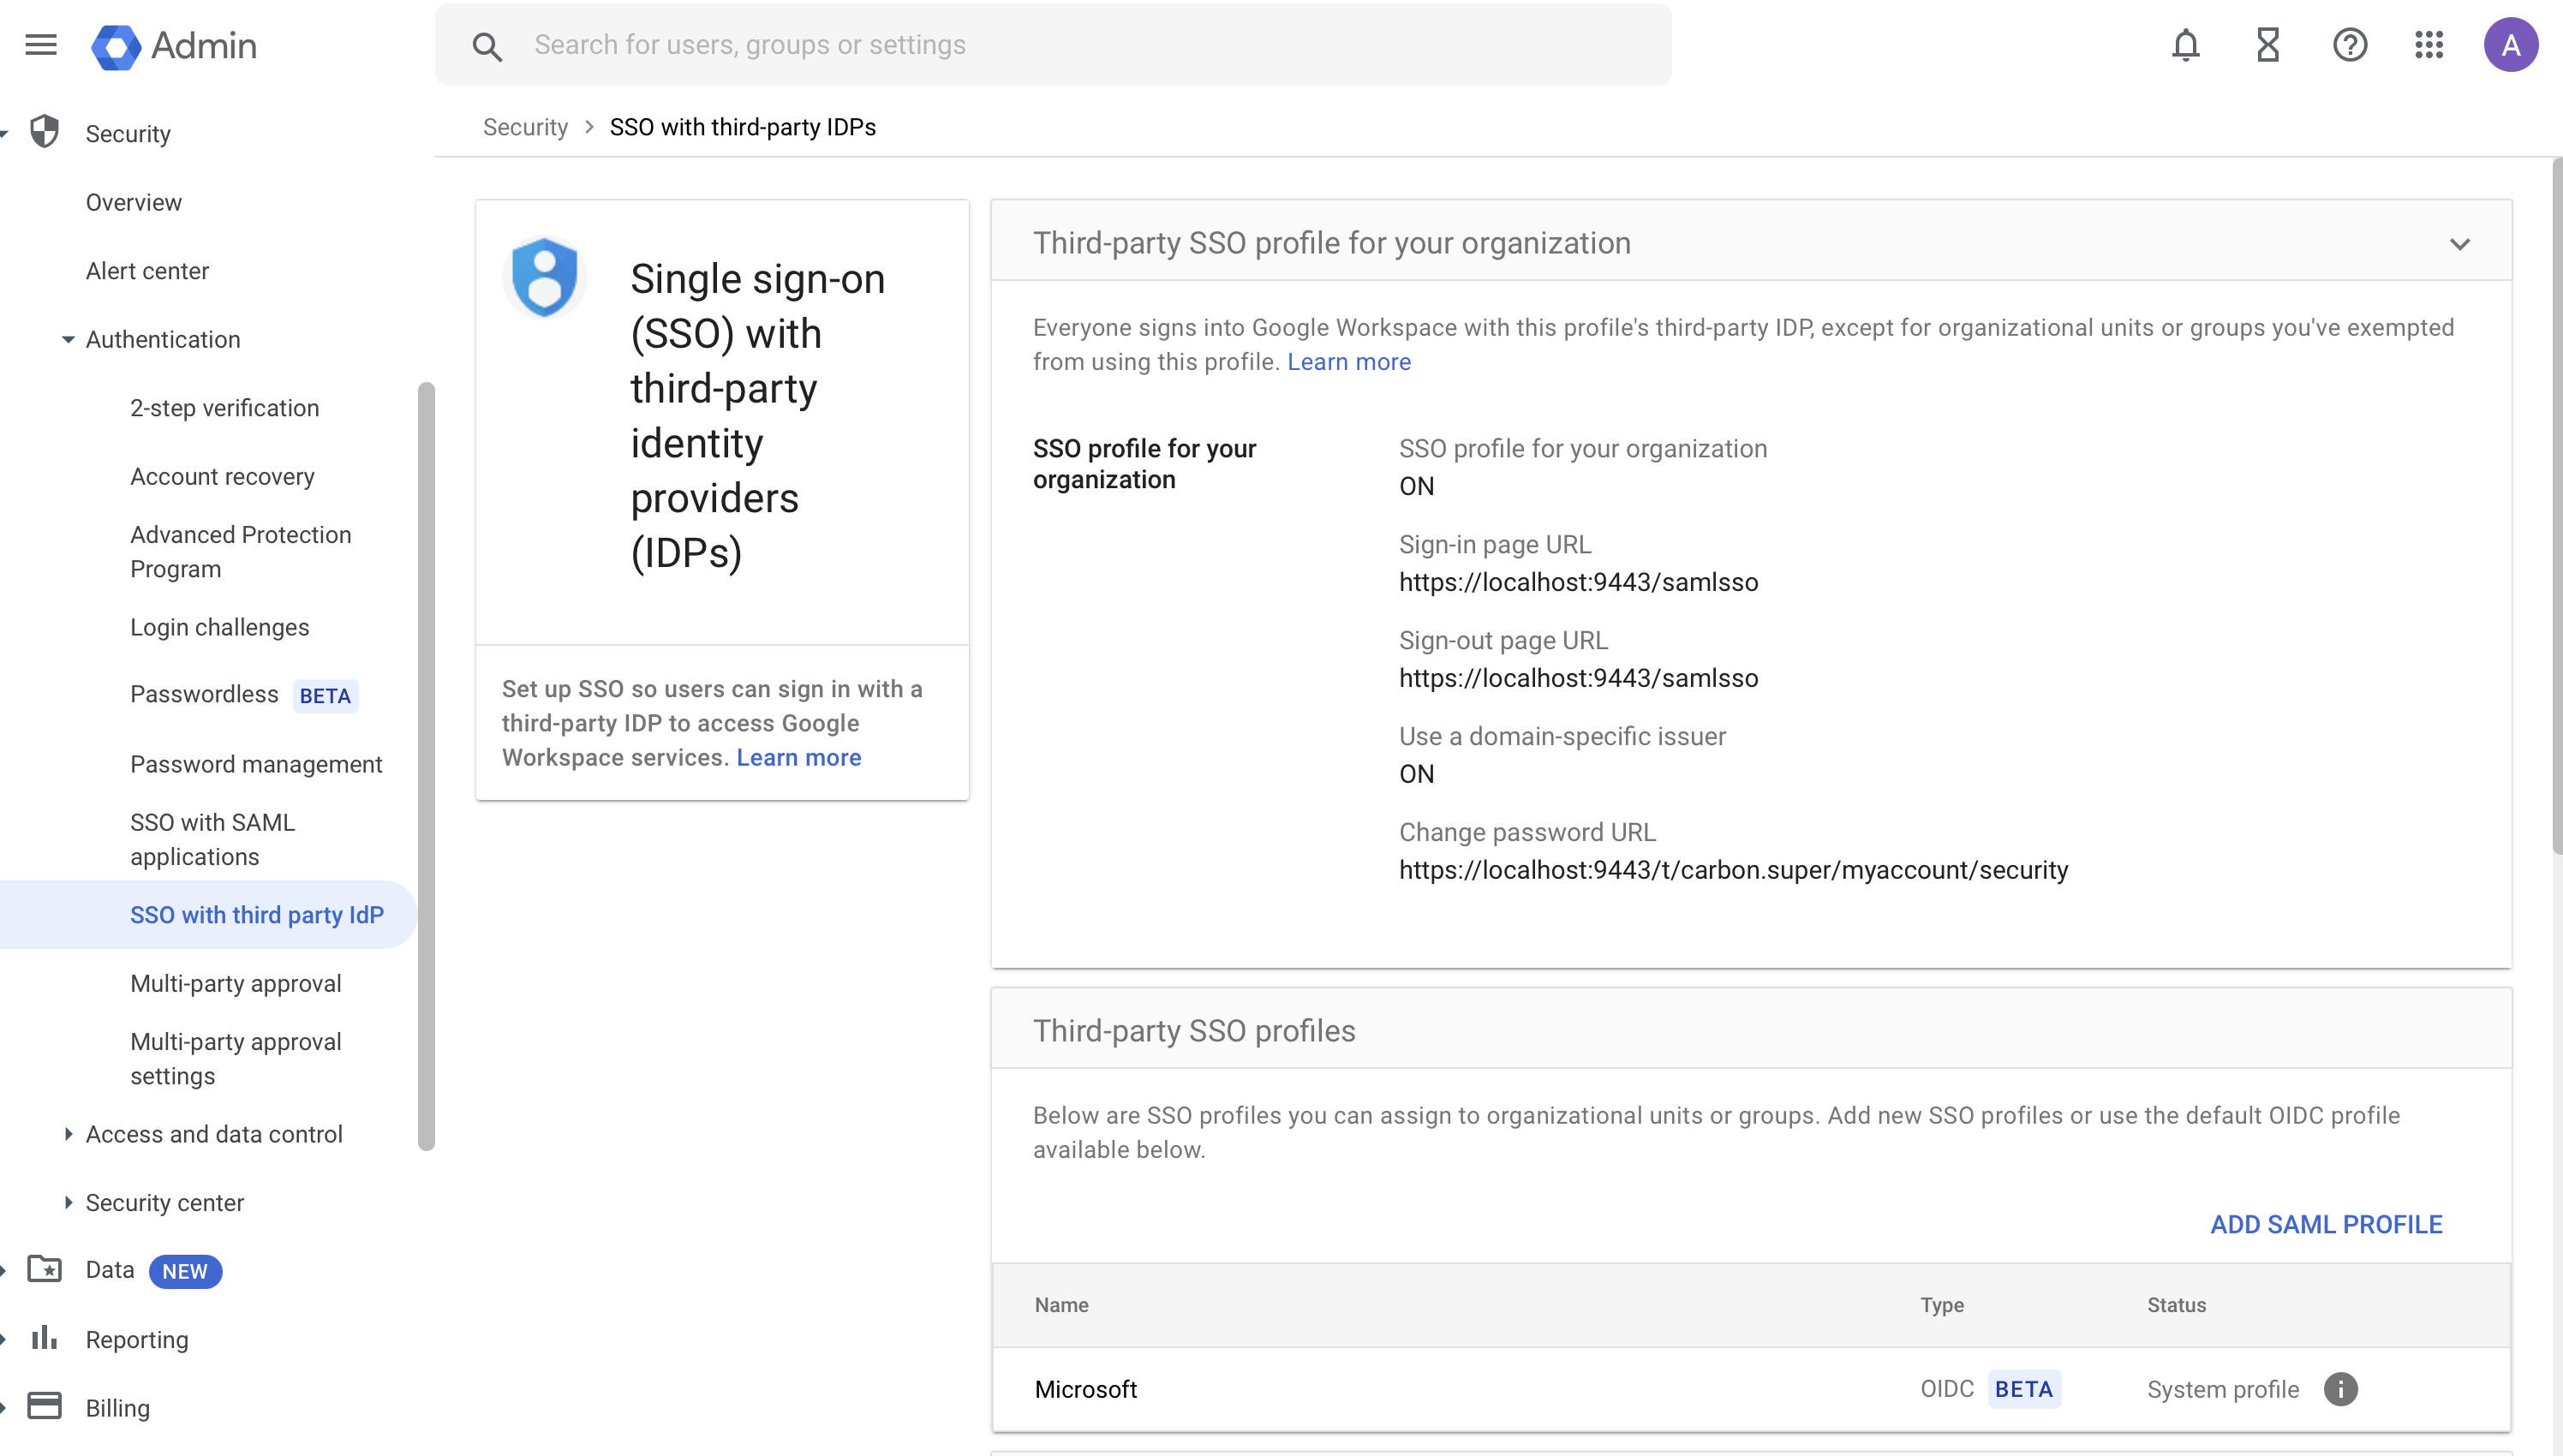 Admin
Search for users, groups or settings
A
Security
Overview
Alert center
Authentication
2-step verification
Account recovery
Advanced Protection
Program
Login challenges
Passwordless BETA
Password management
SSO with SAML
applications
SSO with third party IdP
Multi-party approval
Multi-party approval
settings
Access and data control
Security center
Data NEW
Reporting
Billing
Security > SSO with third-party IDPs
Single sign-on
(SSO) with
third-party
identity
providers
(IDPs)
Set up SSO so users can sign in with a
third-party IDP to access Google
Workspace services. Learn more
Third-party SSO profile for your organization
Everyone signs into Google Workspace with this profile's third-party IDP, except for organizational units or groups you've exempted
from using this profile. Learn more
SSO profile for your
organization
SSO profile for your organization
ON
Sign-in page URL
https://localhost:9443/samlsso
Sign-out page URL
https://localhost:9443/samlsso
Use a domain-specific issuer
ON
Change password URL
https://localhost:9443/t/carbon.super/myaccount/security
Third-party SSO profiles
Below are SSO profiles you can assign to organizational units or groups. Add new SSO profiles or use the default OIDC profile
available below.
ADD SAML PROFILE
Name Type Status
Microsoft OIDC BETA System profile